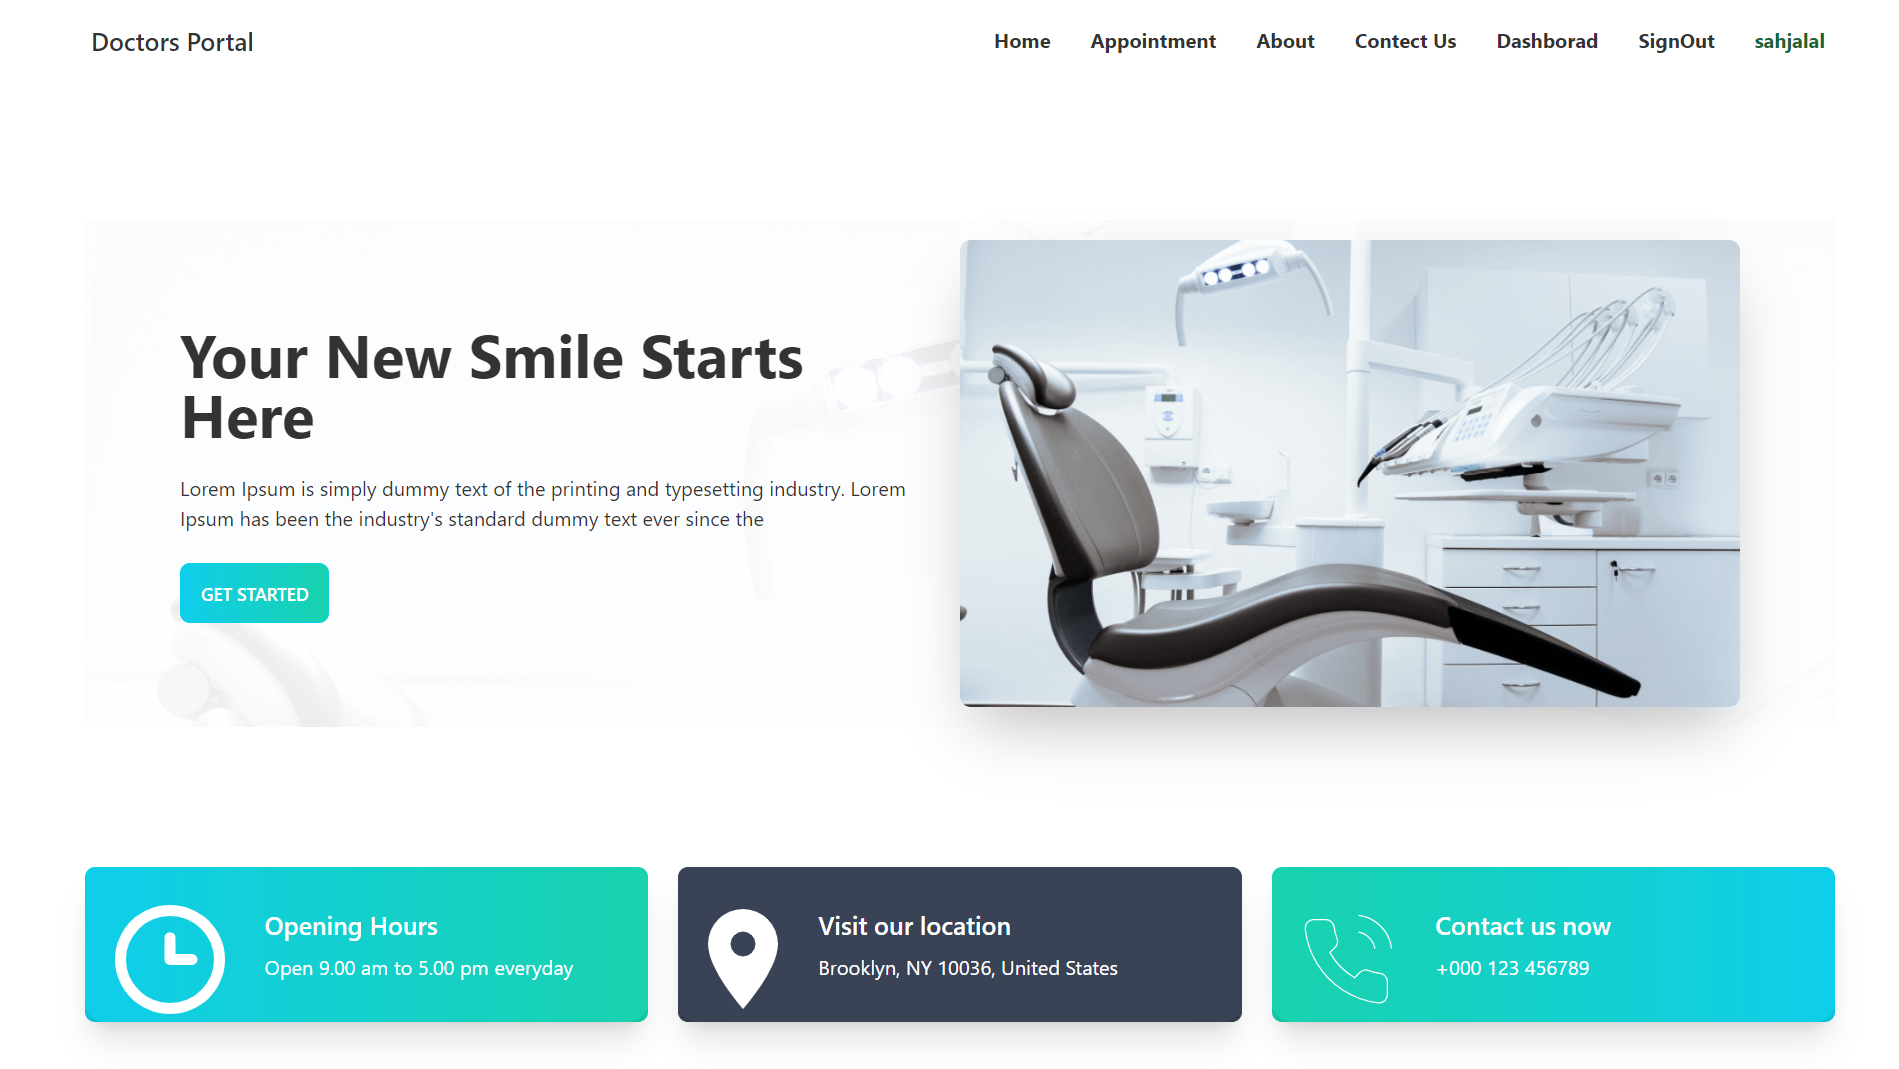 Doctors Portal
Home Appointment About Contect Us Dashborad SignOut sahjalal
Your New Smile Starts
Here
Lorem Ipsum is simply dummy text of the printing and typesetting industry. Lorem
Ipsum has been the industry's standard dummy text ever since the
GET STARTED
Opening Hours
Open 9.00 am to 5.00 pm everyday
Visit our location
Brooklyn, NY 10036, United States
Contact us now
+000 123 456789